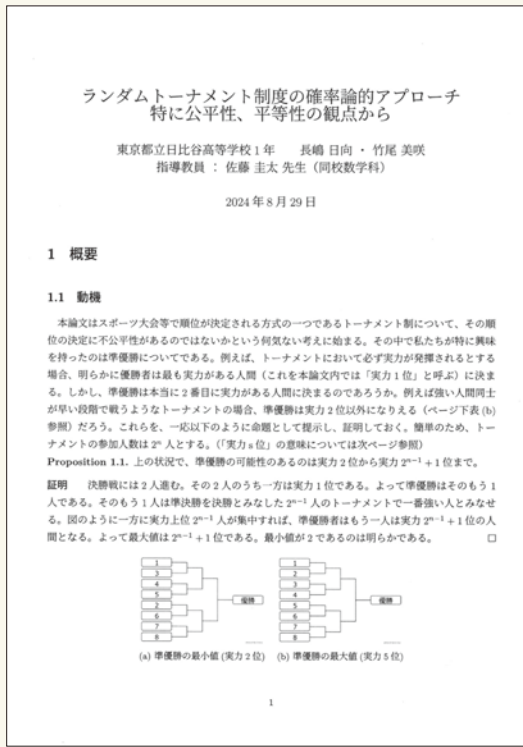 ランダムトーナメント制度の確率論的アプローチ
特に公平性、平等性の観点から
東京都立日比谷高等学校1年　　長嶋 日向 ・ 竹尾 美咲
指導教員 ： 佐藤 圭太 先生（同校数学科）
2024 年 8 月 29 日
1　概要
1.1　動機
本論文はスポーツ大会等で順位が決定される方式の一つであるトーナメント制について、その順
位の決定に不公平性があるのではないかという何気ない考えに始まる。その中で私たちが特に興味
を持ったのは準優勝についてである。例えば、トーナメントにおいて必ず実力が発揮されるとする
場合、明らかに優勝者は最も実力がある人間（これを本論文内では「実力 1 位」と呼ぶ）に決ま
る。しかし、準優勝は本当に 2 番目に実力がある人間に決まるのであろうか。例えば強い人間同士
が早い段階で戦うようなトーナメントの場合、準優勝は実力 2 位以外になりえる（ページ下表 (b)
参照）だろう。これらを、一応以下のように命題として提示し、証明しておく。簡単のため、トー
ナメントの参加人数は 2ⁿ 人とする。（「実力 s 位」の意味については次ページ参照）
Proposition 1.1. 上の状況で、準優勝の可能性のあるのは実力 2 位から実力 2ⁿ⁻¹ + 1 位まで。
証明　決勝戦には 2 人進む。その 2 人のうち一方は実力 1 位である。よって準優勝はそのもう 1
人である。そのもう 1 人は準決勝を決勝とみなした 2ⁿ⁻¹ 人のトーナメントで一番強い人とみなせ
る。図のように一方に実力上位 2ⁿ⁻¹ 人が集中すれば、準優勝者はもう一人は実力 2ⁿ⁻¹ + 1 位の人
間となる。よって最大値は 2ⁿ⁻¹ + 1 位である。最小値が 2 であるのは明らかである。 □
1
3
4
5
2
6
7
8
優勝
1
2
3
4
5
6
7
8
優勝
(a) 準優勝の最小値 (実力 2 位)
(b) 準優勝の最大値 (実力 5 位)
1